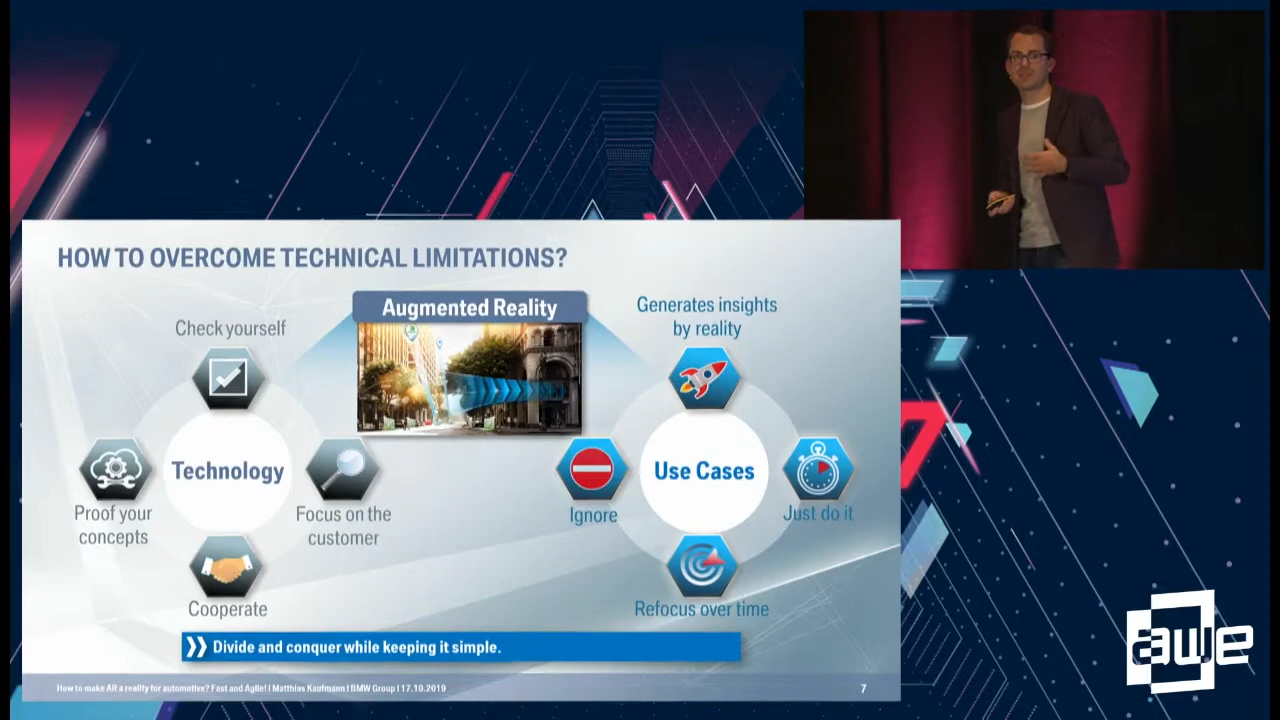 HOW TO OVERCOME TECHNICAL LIMITATIONS?
Augmented Reality
Check yourself
Technology
Proof your
concepts
Focus on the
customer
Cooperate
Generates insights
by reality
Use Cases
Ignore
Just do it
Refocus over time
Divide and conquer while keeping it simple.
How to make AR a reality for automotive? Fast and Agile! | Matthias Kaufmann | BMW Group | 17.10.2019
7
awe